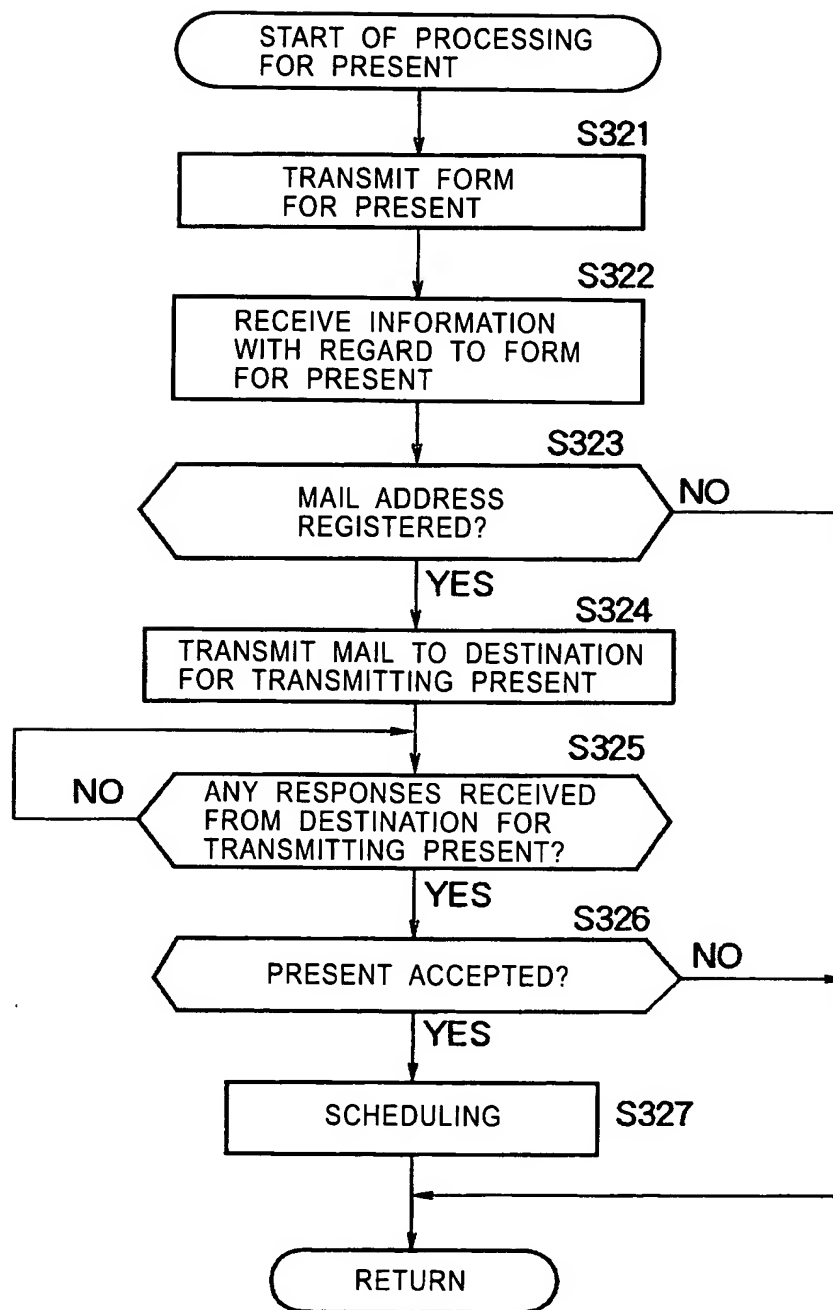 START OF PROCESSING
FOR PRESENT
S321
TRANSMIT FORM
FOR PRESENT
S322
RECEIVE INFORMATION
WITH REGARD TO FORM
FOR PRESENT
S323
MAIL ADDRESS
REGISTERED?
NO
YES
S324
TRANSMIT MAIL TO DESTINATION
FOR TRANSMITTING PRESENT
S325
NO
ANY RESPONSES RECEIVED
FROM DESTINATION FOR
TRANSMITTING PRESENT?
YES
S326
PRESENT ACCEPTED?
NO
YES
SCHEDULING
S327
RETURN